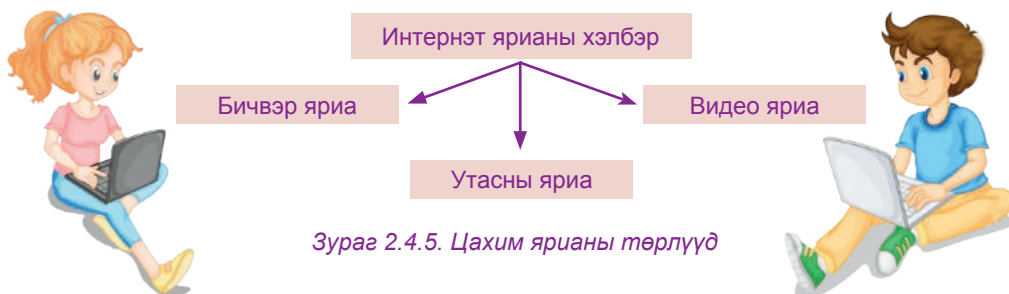 Интернэт ярианы хэлбэр
Бичвэр яриа
Видео яриа
Утасны яриа
Зураг 2.4.5. Цахим ярианы төрлүүд